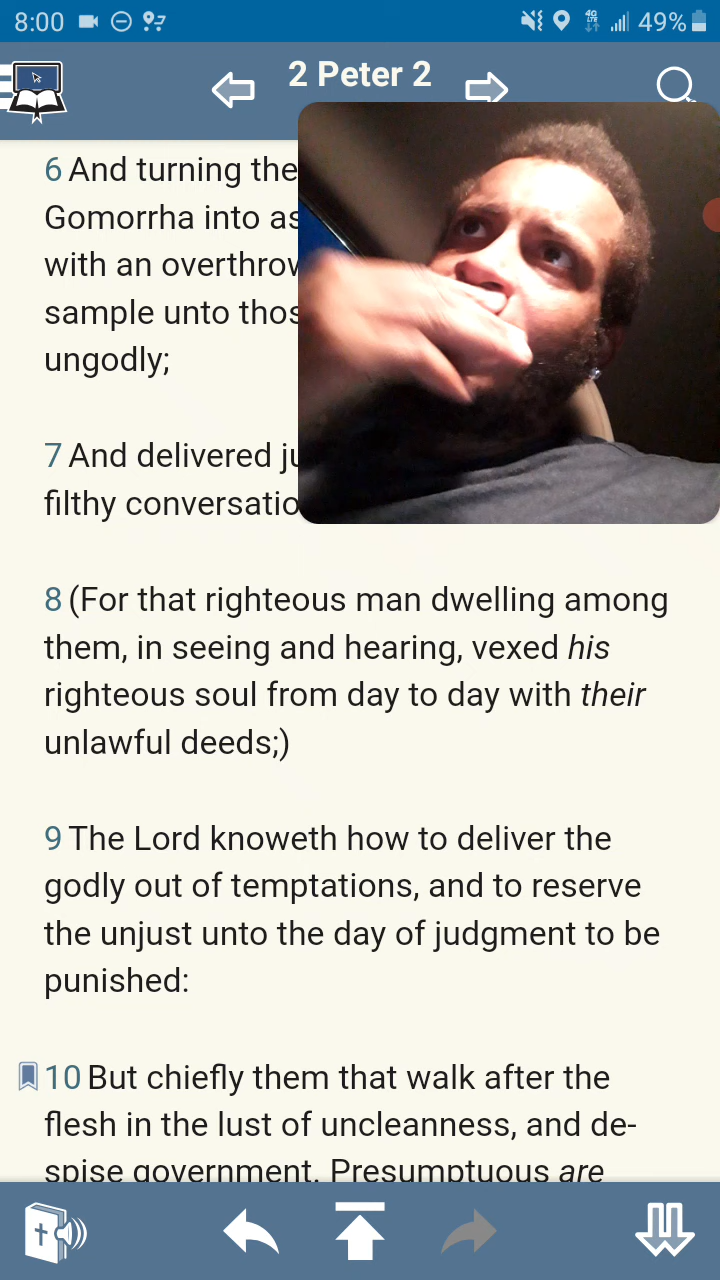 8:00 4G LTE 49%
2 Peter 2
6 And turning the
Gomorrha into as
with an overthrow
sample unto thos
ungodly;
7 And delivered ju
filthy conversatio
8 (For that righteous man dwelling among
them, in seeing and hearing, vexed his
righteous soul from day to day with their
unlawful deeds;)
9 The Lord knoweth how to deliver the
godly out of temptations, and to reserve
the unjust unto the day of judgment to be
punished:
10 But chiefly them that walk after the
flesh in the lust of uncleanness, and de-
spise government. Presumptuous are